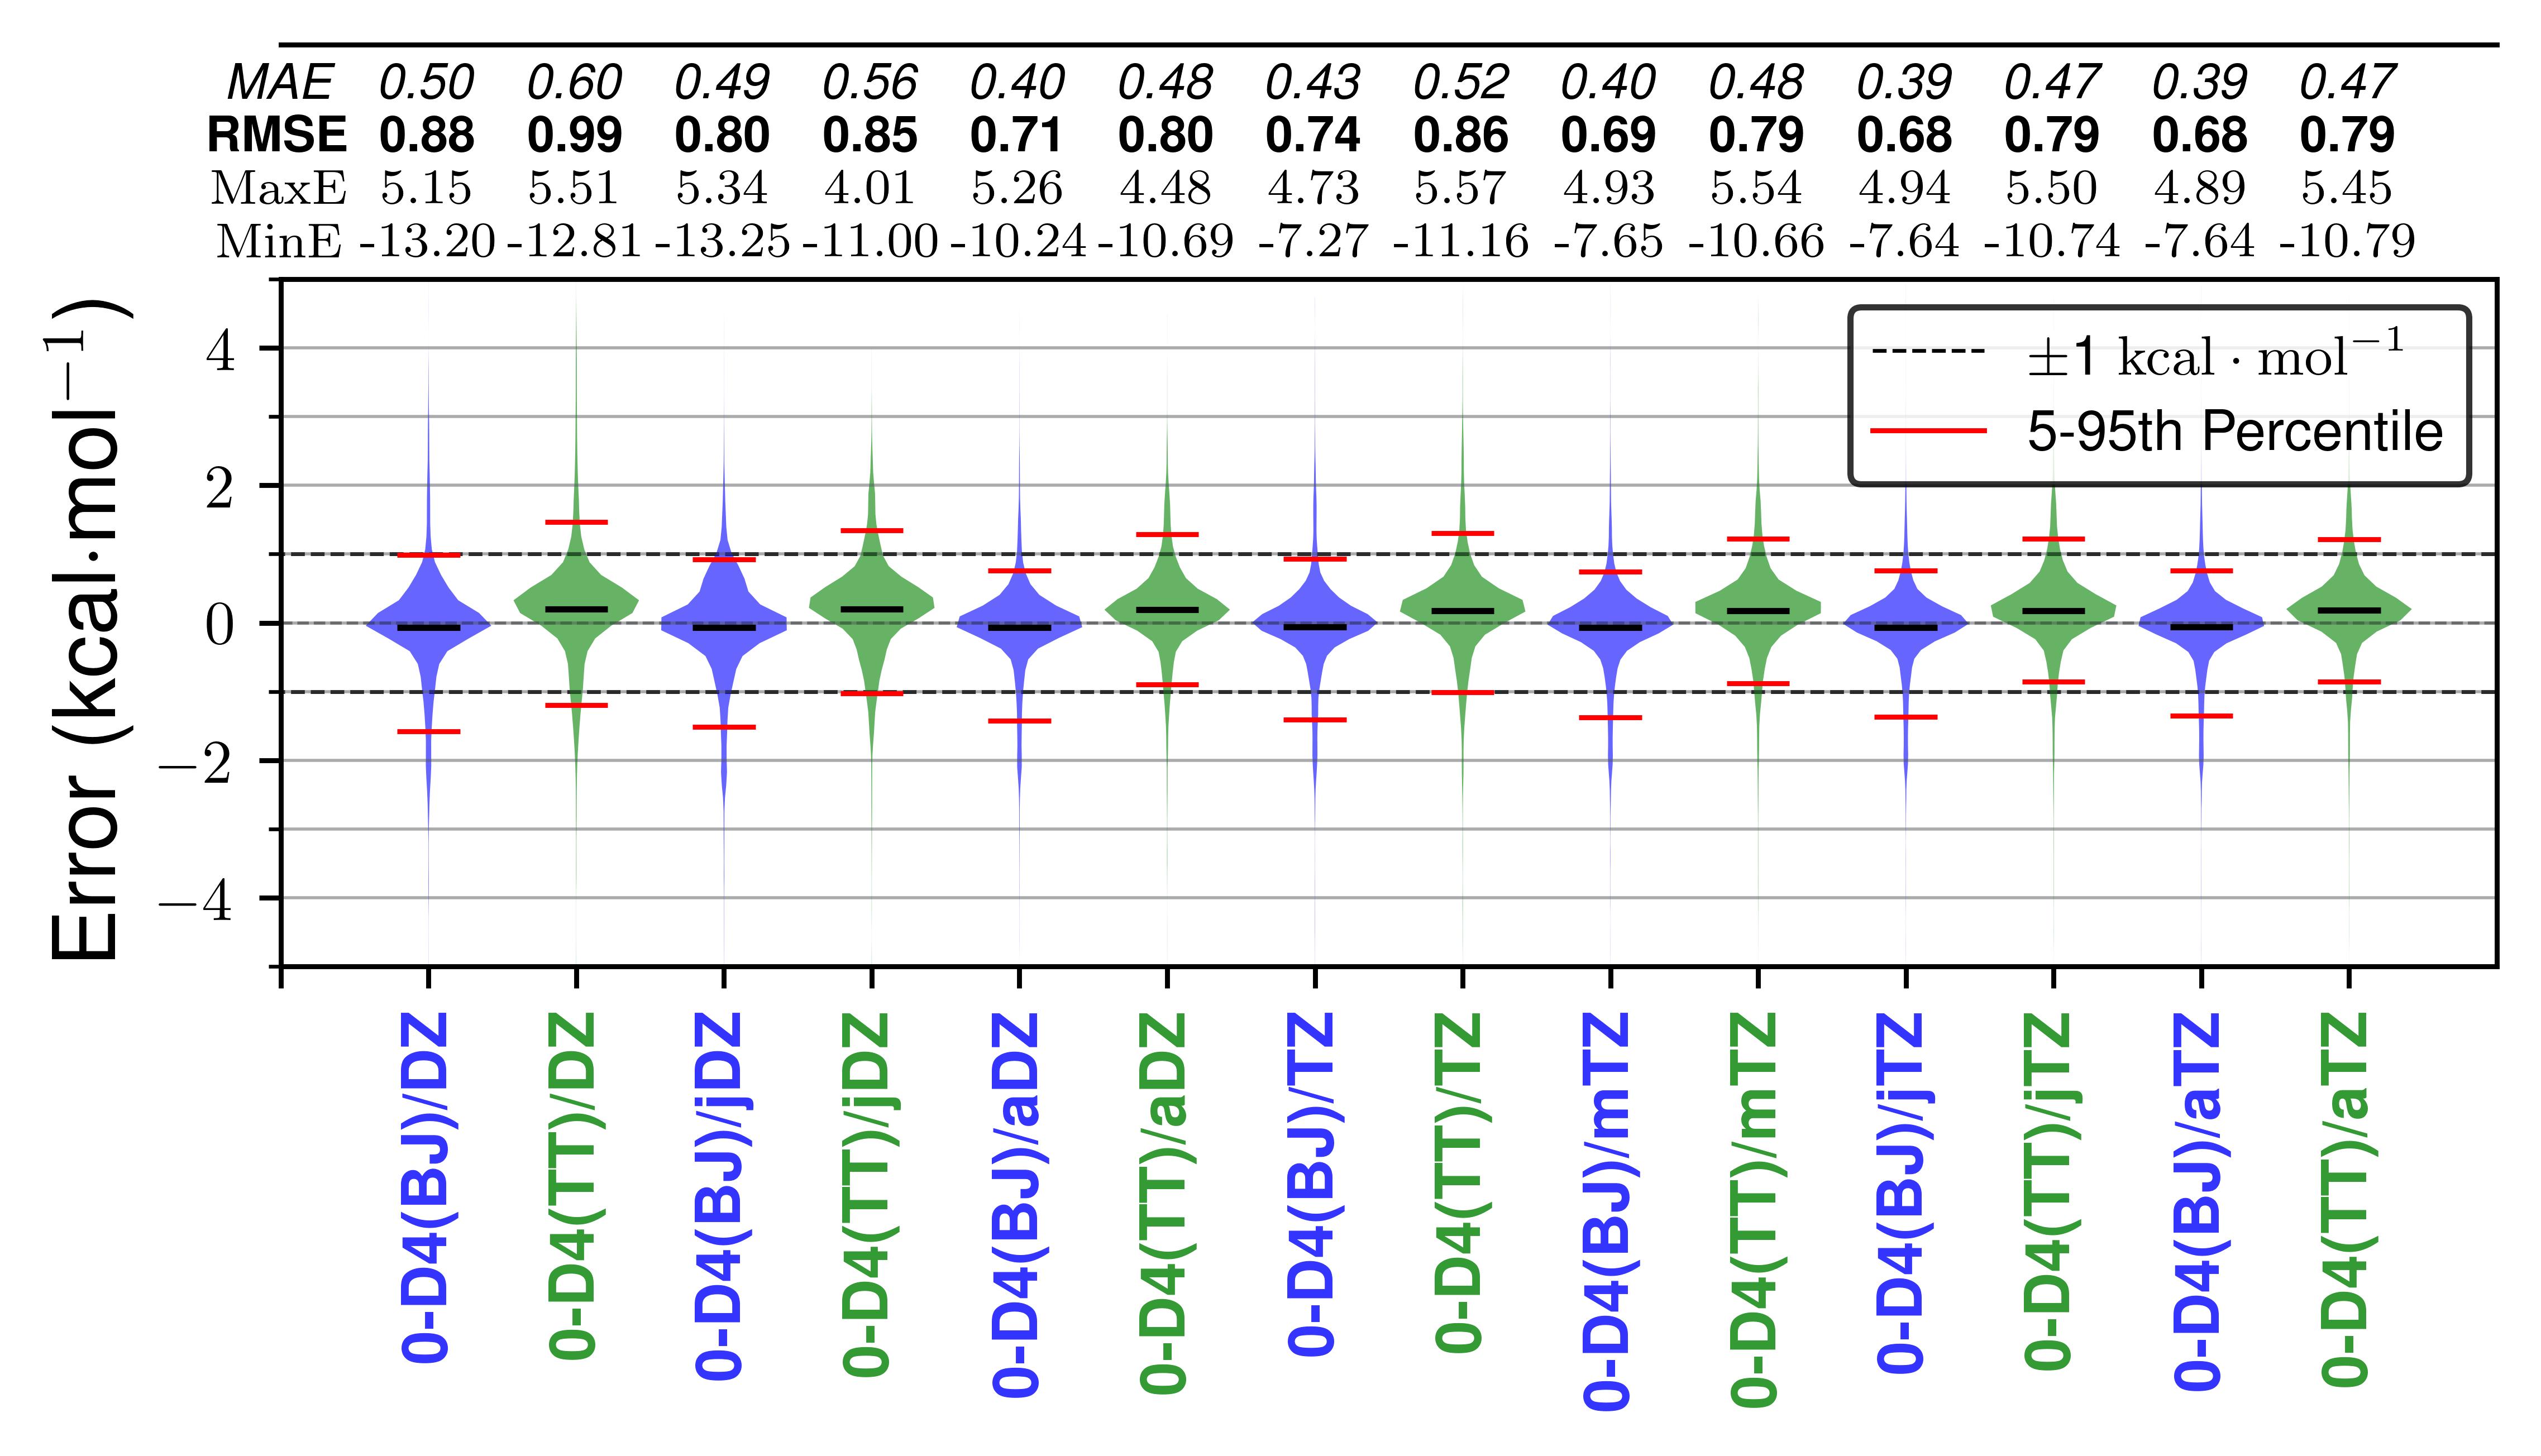 MAE 0.50 0.60 0.49 0.56 0.40 0.48 0.43 0.52 0.40 0.48 0.39 0.47 0.39 0.47
RMSE 0.88 0.99 0.80 0.85 0.71 0.80 0.74 0.86 0.69 0.79 0.68 0.79 0.68 0.79
MaxE 5.15 5.51 5.34 4.01 5.26 4.48 4.73 5.57 4.93 5.54 4.94 5.50 4.89 5.45
MinE -13.20 -12.81 -13.25 -11.00 -10.24 -10.69 -7.27 -11.16 -7.65 -10.66 -7.64 -10.74 -7.64 -10.79
Error (kcal·mol⁻¹)
4
2
0
−2
−4
±1 kcal · mol⁻¹
5-95th Percentile
0-D4(BJ)/DZ
0-D4(TT)/DZ
0-D4(BJ)/jDZ
0-D4(TT)/jDZ
0-D4(BJ)/aDZ
0-D4(TT)/aDZ
0-D4(BJ)/TZ
0-D4(TT)/TZ
0-D4(BJ)/mTZ
0-D4(TT)/mTZ
0-D4(BJ)/jTZ
0-D4(TT)/jTZ
0-D4(BJ)/aTZ
0-D4(TT)/aTZ